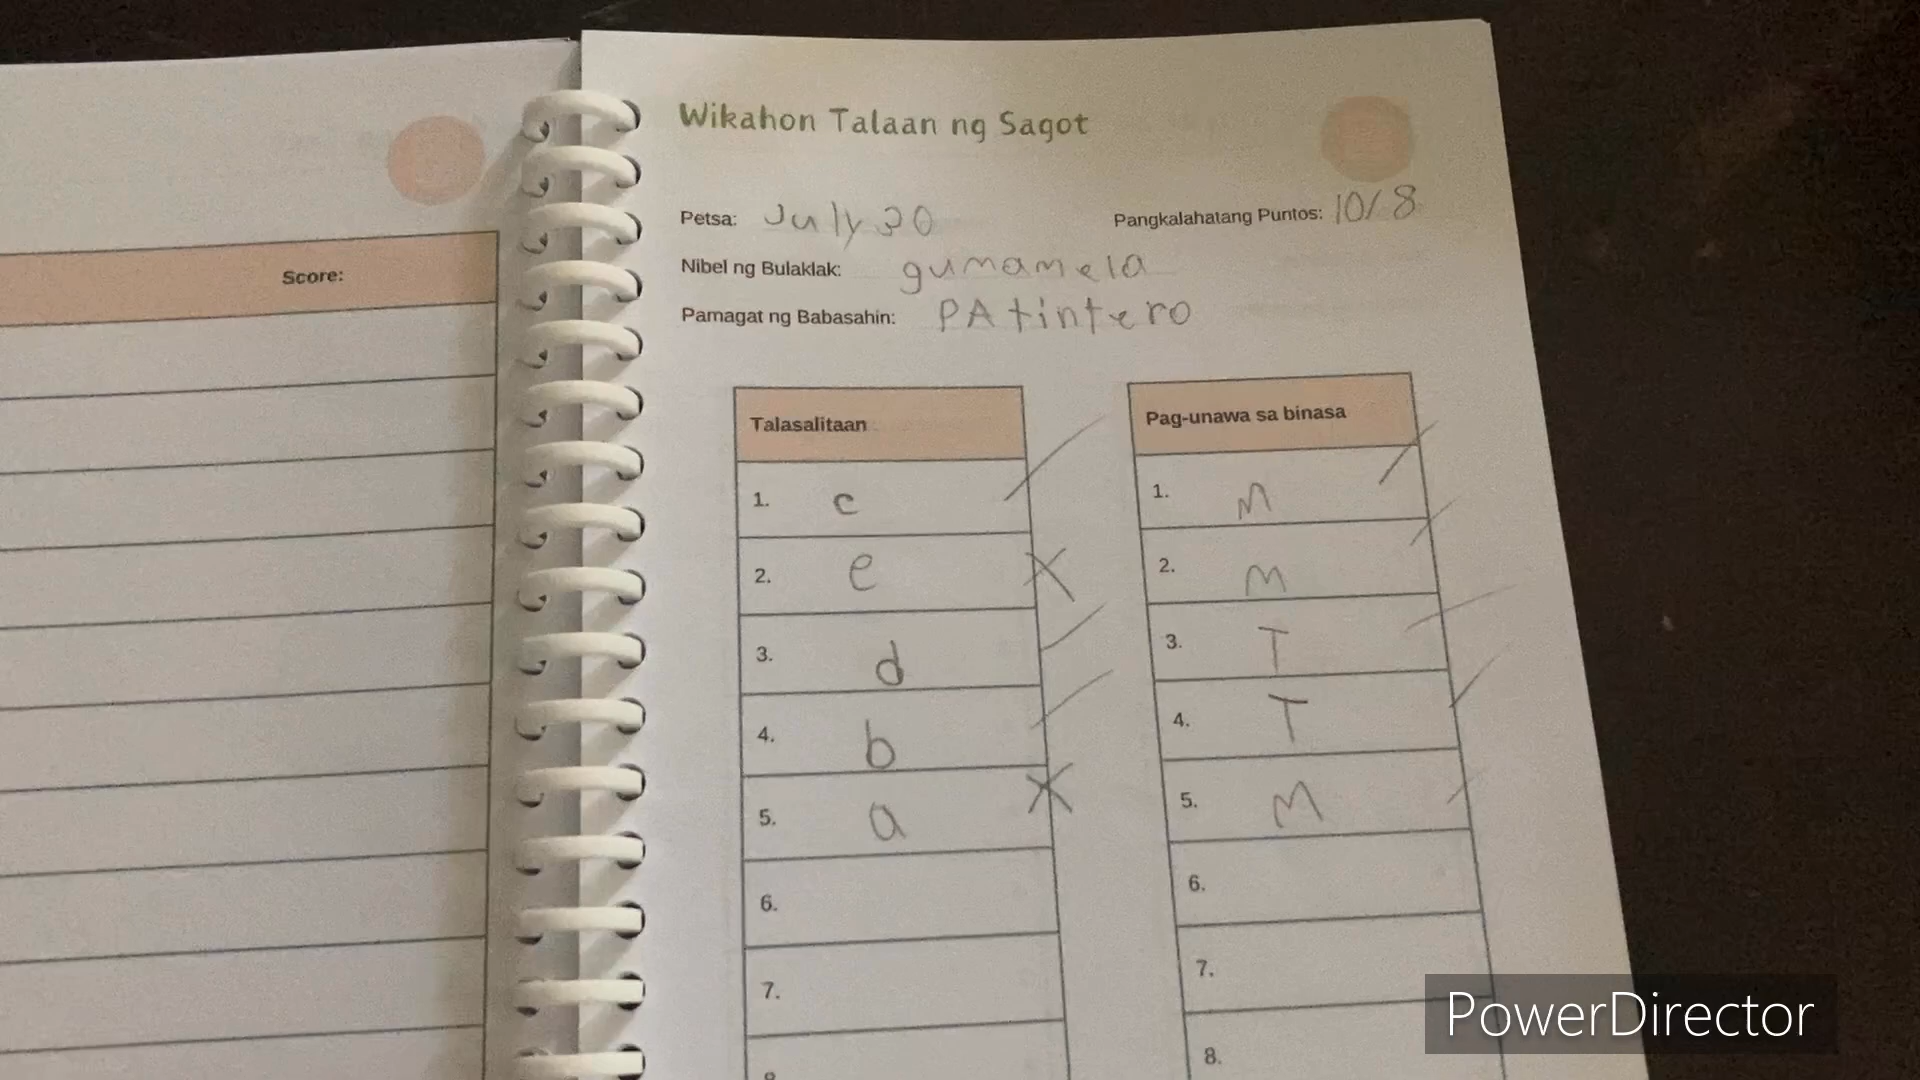 Score:
Wikahon Talaan ng Sagot
Petsa: July 30
Pangkalahatang Puntos: 10/8
Nibel ng Bulaklak: gumamela
Pamagat ng Babasahin: PAtintero
Talasalitaan
1. c
2. e
3. d
4. b
5. a
6.
7.
8.
Pag-unawa sa binasa
1. M
2. M
3. T
4. T
5. M
6.
7.
8.
PowerDirector